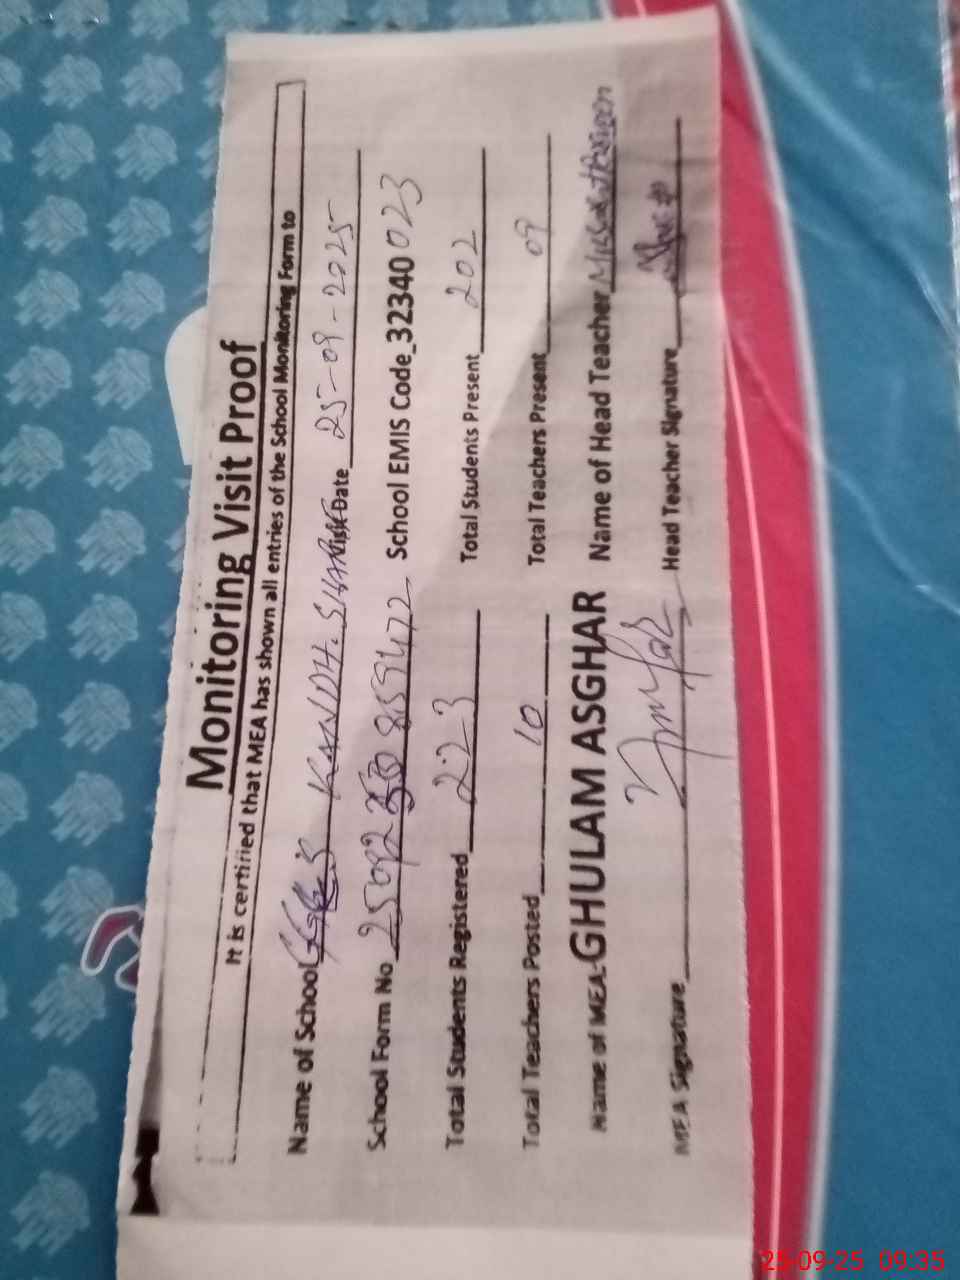 Monitoring Visit Proof
It is certified that MEA has shown all entries of the School Monitoring Form to
Name of School KANDH. Visit Date 25-09-2025
School Form No 25092 859472 School EMIS Code 32340023
Total Students Registered 223 Total Students Present 202
Total Teachers Posted 10 Total Teachers Present 09
Name of MEA GHULAM ASGHAR Name of Head Teacher
MEA Signature Head Teacher Signature
25-09-25 09:35